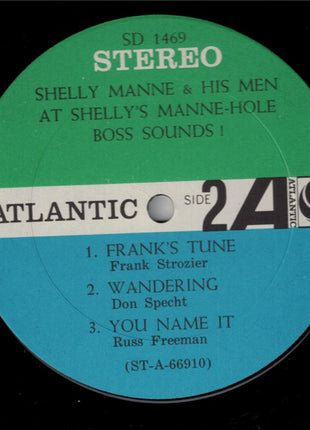 SD 1469
STEREO
SHELLY MANNE & HIS MEN
AT SHELLY'S MANNE-HOLE
BOSS SOUNDS !
ATLANTIC SIDE 2 A ATLANTIC
1. FRANK'S TUNE
Frank Strozier
2. WANDERING
Don Specht
3. YOU NAME IT
Russ Freeman
(ST-A-66910)